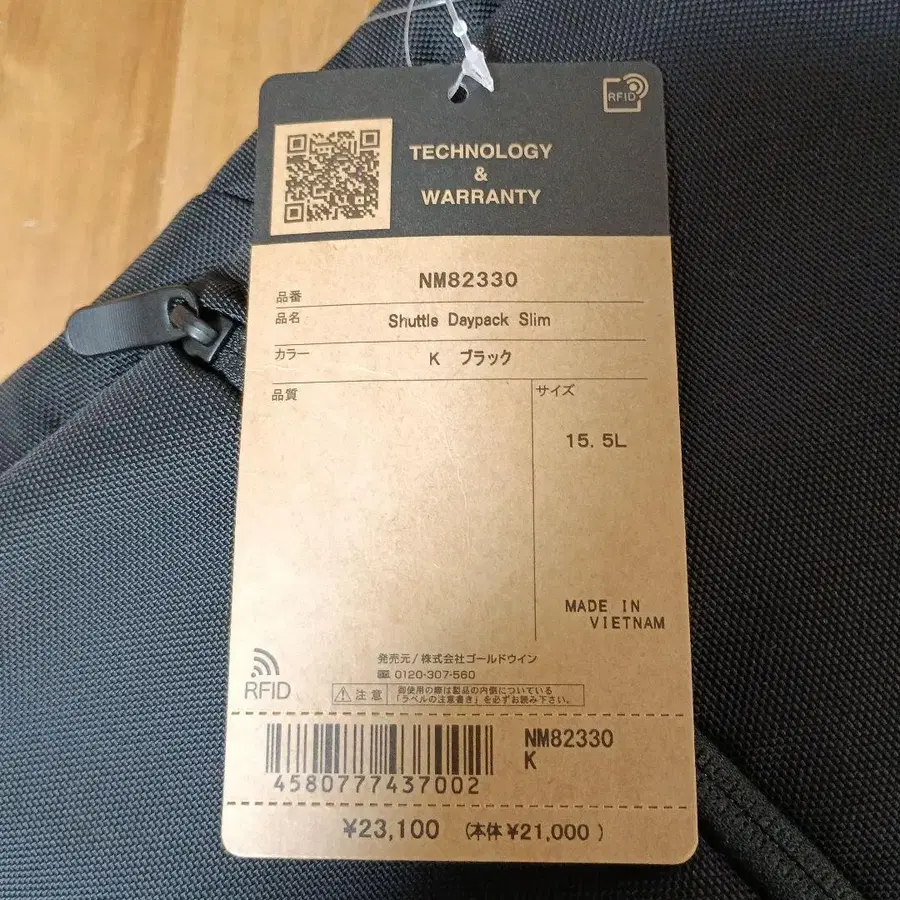 RFID
TECHNOLOGY
&
WARRANTY
品番 NM82330
品名 Shuttle Daypack Slim
カラー K ブラック
品質 サイズ
15.5L
MADE IN
VIETNAM
発売元/株式会社ゴールドウイン
0120-307-560
RFID
注意 御使用の際は製品の内側についている
「ラベルの注意書き」を必ずお読み下さい。
NM82330
K
4580777437002
¥23,100 (本体¥21,000)